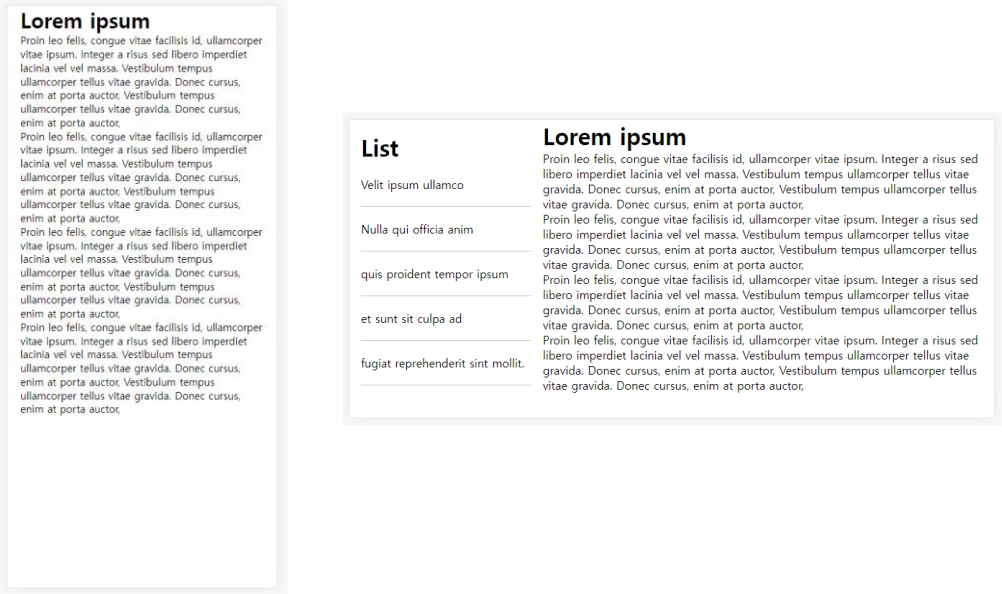 Lorem ipsum
Proin leo felis, congue vitae facilisis id, ullamcorper
vitae ipsum. Integer a risus sed libero imperdiet
lacinia vel vel massa. Vestibulum tempus
ullamcorper tellus vitae gravida. Donec cursus,
enim at porta auctor, Vestibulum tempus
ullamcorper tellus vitae gravida. Donec cursus,
enim at porta auctor,
Proin leo felis, congue vitae facilisis id, ullamcorper
vitae ipsum. Integer a risus sed libero imperdiet
lacinia vel vel massa. Vestibulum tempus
ullamcorper tellus vitae gravida. Donec cursus,
enim at porta auctor, Vestibulum tempus
ullamcorper tellus vitae gravida. Donec cursus,
enim at porta auctor,
Proin leo felis, congue vitae facilisis id, ullamcorper
vitae ipsum. Integer a risus sed libero imperdiet
lacinia vel vel massa. Vestibulum tempus
ullamcorper tellus vitae gravida. Donec cursus,
enim at porta auctor, Vestibulum tempus
ullamcorper tellus vitae gravida. Donec cursus,
enim at porta auctor,
Proin leo felis, congue vitae facilisis id, ullamcorper
vitae ipsum. Integer a risus sed libero imperdiet
lacinia vel vel massa. Vestibulum tempus
ullamcorper tellus vitae gravida. Donec cursus,
enim at porta auctor, Vestibulum tempus
ullamcorper tellus vitae gravida. Donec cursus,
enim at porta auctor,
List
Velit ipsum ullamco
Nulla qui officia anim
quis proident tempor ipsum
et sunt sit culpa ad
fugiat reprehenderit sint mollit.
Lorem ipsum
Proin leo felis, congue vitae facilisis id, ullamcorper vitae ipsum. Integer a risus sed
libero imperdiet lacinia vel vel massa. Vestibulum tempus ullamcorper tellus vitae
gravida. Donec cursus, enim at porta auctor, Vestibulum tempus ullamcorper tellus
vitae gravida. Donec cursus, enim at porta auctor,
Proin leo felis, congue vitae facilisis id, ullamcorper vitae ipsum. Integer a risus sed
libero imperdiet lacinia vel vel massa. Vestibulum tempus ullamcorper tellus vitae
gravida. Donec cursus, enim at porta auctor, Vestibulum tempus ullamcorper tellus
vitae gravida. Donec cursus, enim at porta auctor,
Proin leo felis, congue vitae facilisis id, ullamcorper vitae ipsum. Integer a risus sed
libero imperdiet lacinia vel vel massa. Vestibulum tempus ullamcorper tellus vitae
gravida. Donec cursus, enim at porta auctor, Vestibulum tempus ullamcorper tellus
vitae gravida. Donec cursus, enim at porta auctor,
Proin leo felis, congue vitae facilisis id, ullamcorper vitae ipsum. Integer a risus sed
libero imperdiet lacinia vel vel massa. Vestibulum tempus ullamcorper tellus vitae
gravida. Donec cursus, enim at porta auctor, Vestibulum tempus ullamcorper tellus
vitae gravida. Donec cursus, enim at porta auctor,